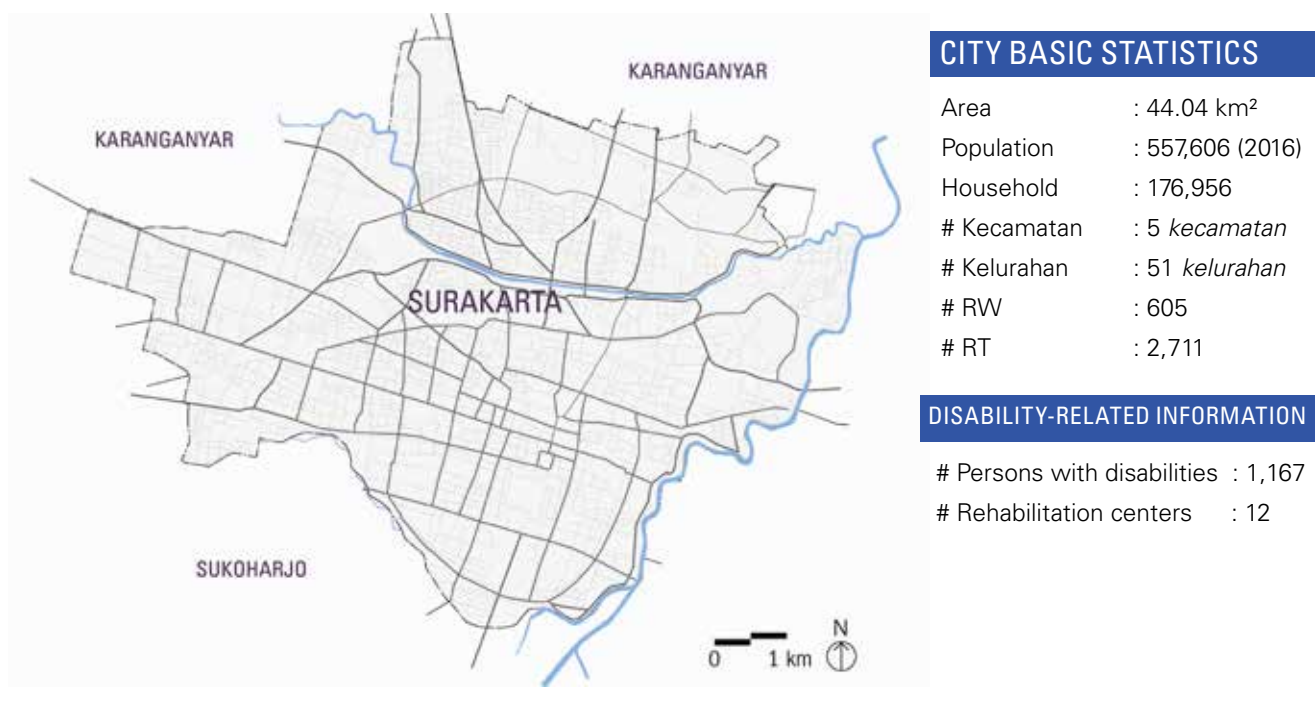 KARANGANYAR
KARANGANYAR
SURAKARTA
SUKOHARJO
N
0 1 km
CITY BASIC STATISTICS
Area : 44.04 km²
Population : 557,606 (2016)
Household : 176,956
# Kecamatan : 5 kecamatan
# Kelurahan : 51 kelurahan
# RW : 605
# RT : 2,711
DISABILITY-RELATED INFORMATION
# Persons with disabilities : 1,167
# Rehabilitation centers : 12